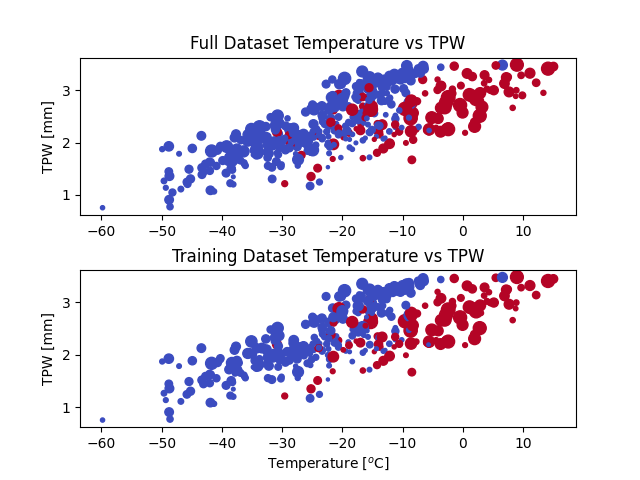 Full Dataset Temperature vs TPW
TPW [mm]
3
2
1
−60 −50 −40 −30 −20 −10 0 10
Training Dataset Temperature vs TPW
TPW [mm]
3
2
1
−60 −50 −40 −30 −20 −10 0 10
Temperature [°C]